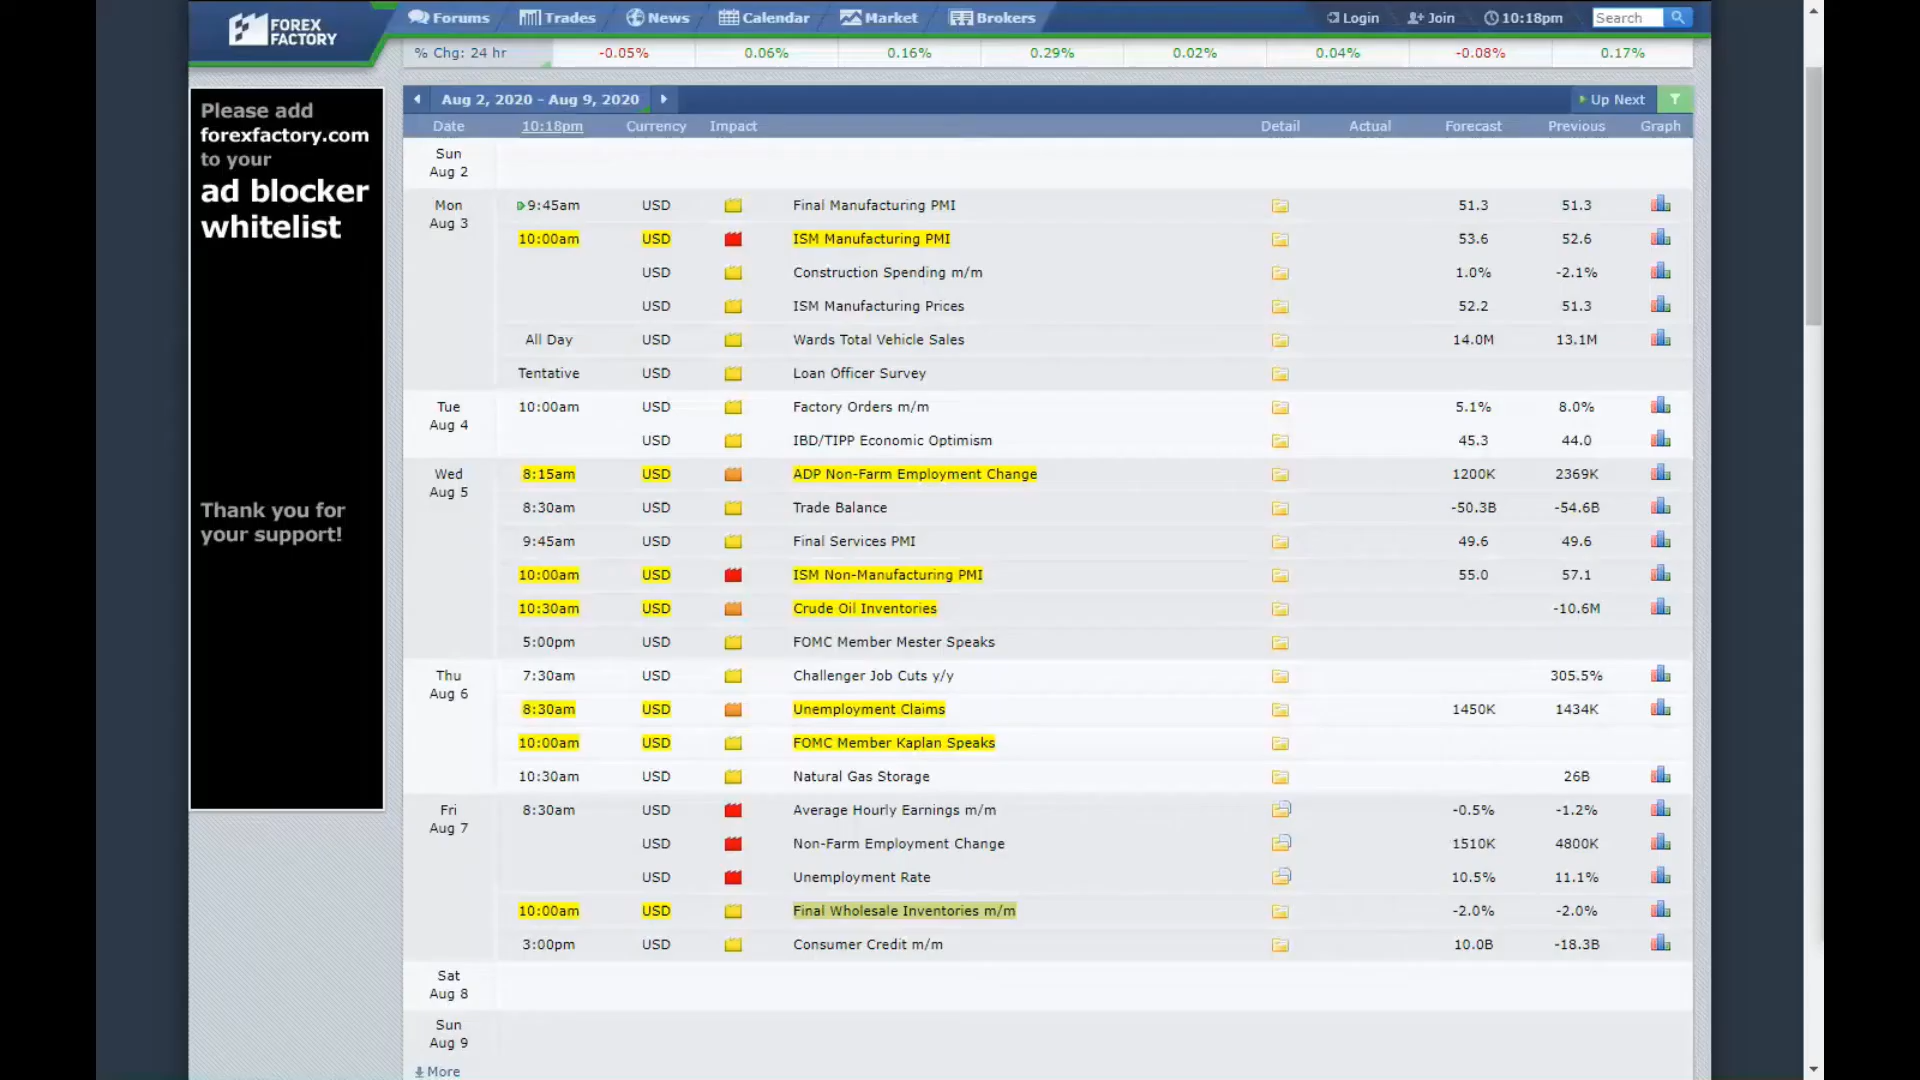 FOREX
FACTORY
Forums Trades News Calendar Market Brokers Login Join 10:18pm Search
% Chg: 24 hr -0.05% 0.06% 0.16% 0.29% 0.02% 0.04% -0.08% 0.17%
Please add
forexfactory.com
to your
ad blocker
whitelist
Thank you for
your support!
Aug 2, 2020 - Aug 9, 2020 Up Next
Date 10:18pm Currency Impact Detail Actual Forecast Previous Graph
Sun
Aug 2
Mon
Aug 3
9:45am USD Final Manufacturing PMI 51.3 51.3
10:00am USD ISM Manufacturing PMI 53.6 52.6
USD Construction Spending m/m 1.0% -2.1%
USD ISM Manufacturing Prices 52.2 51.3
All Day USD Wards Total Vehicle Sales 14.0M 13.1M
Tentative USD Loan Officer Survey
Tue
Aug 4
10:00am USD Factory Orders m/m 5.1% 8.0%
USD IBD/TIPP Economic Optimism 45.3 44.0
Wed
Aug 5
8:15am USD ADP Non-Farm Employment Change 1200K 2369K
8:30am USD Trade Balance -50.3B -54.6B
9:45am USD Final Services PMI 49.6 49.6
10:00am USD ISM Non-Manufacturing PMI 55.0 57.1
10:30am USD Crude Oil Inventories -10.6M
5:00pm USD FOMC Member Mester Speaks
Thu
Aug 6
7:30am USD Challenger Job Cuts y/y 305.5%
8:30am USD Unemployment Claims 1450K 1434K
10:00am USD FOMC Member Kaplan Speaks
10:30am USD Natural Gas Storage 26B
Fri
Aug 7
8:30am USD Average Hourly Earnings m/m -0.5% -1.2%
USD Non-Farm Employment Change 1510K 4800K
USD Unemployment Rate 10.5% 11.1%
10:00am USD Final Wholesale Inventories m/m -2.0% -2.0%
3:00pm USD Consumer Credit m/m 10.0B -18.3B
Sat
Aug 8
Sun
Aug 9
More